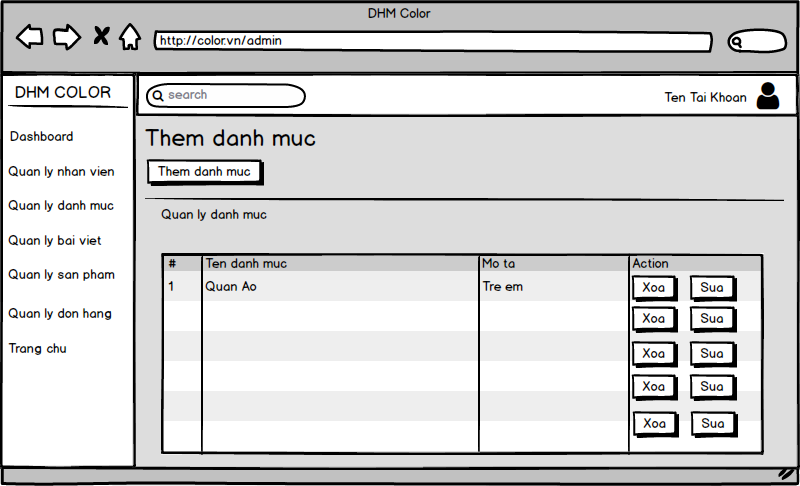 DHM Color
http://color.vn/admin
DHM COLOR
search
Ten Tai Khoan
Dashboard
Quan ly nhan vien
Quan ly danh muc
Quan ly bai viet
Quan ly san pham
Quan ly don hang
Trang chu
Them danh muc
Them danh muc
Quan ly danh muc
# Ten danh muc Mo ta Action
1 Quan Ao Tre em Xoa Sua
Xoa Sua
Xoa Sua
Xoa Sua
Xoa Sua